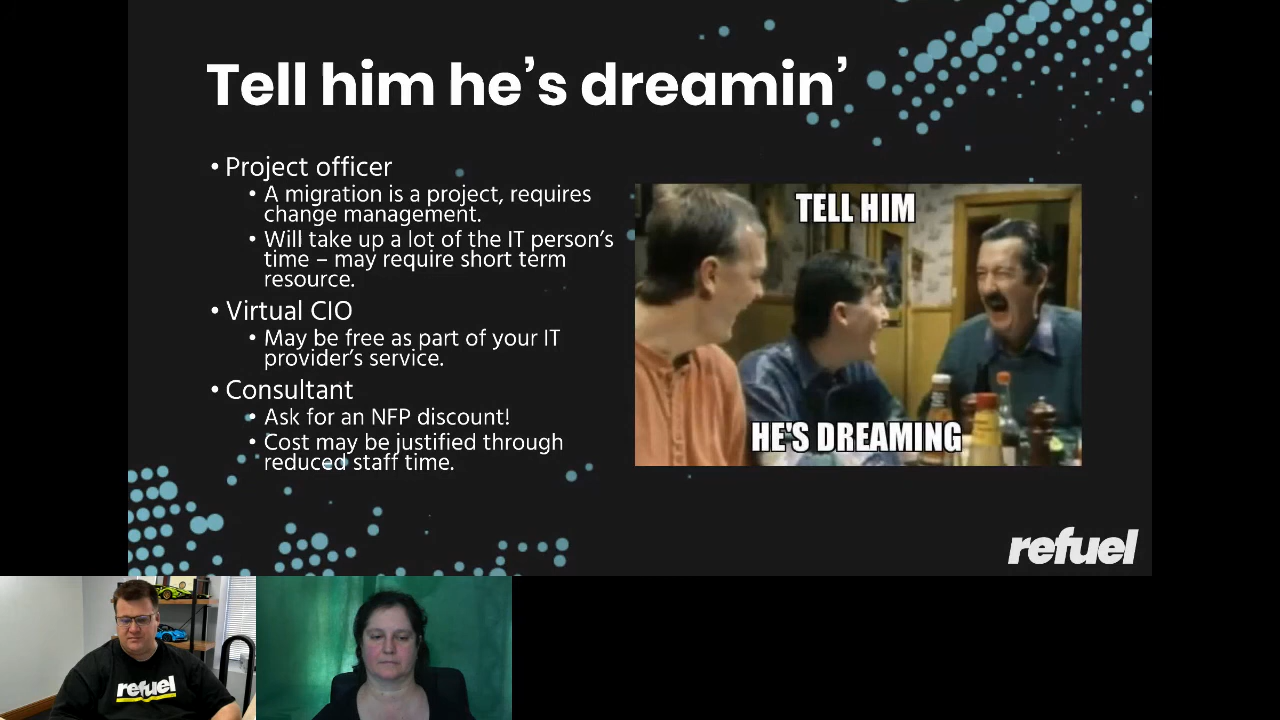 Tell him he's dreamin'
• Project officer
• A migration is a project, requires
change management.
• Will take up a lot of the IT person's
time – may require short term
resource.
• Virtual CIO
• May be free as part of your IT
provider's service.
• Consultant
• Ask for an NFP discount!
• Cost may be justified through
reduced staff time.
TELL HIM
HE'S DREAMING
refuel
refuel